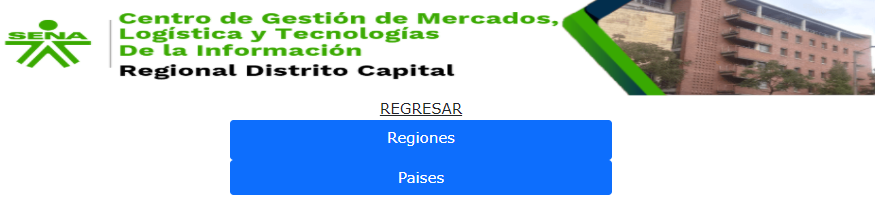 SENA
Centro de Gestión de Mercados,
Logística y Tecnologías
De la Información
Regional Distrito Capital
REGRESAR
Regiones
Paises